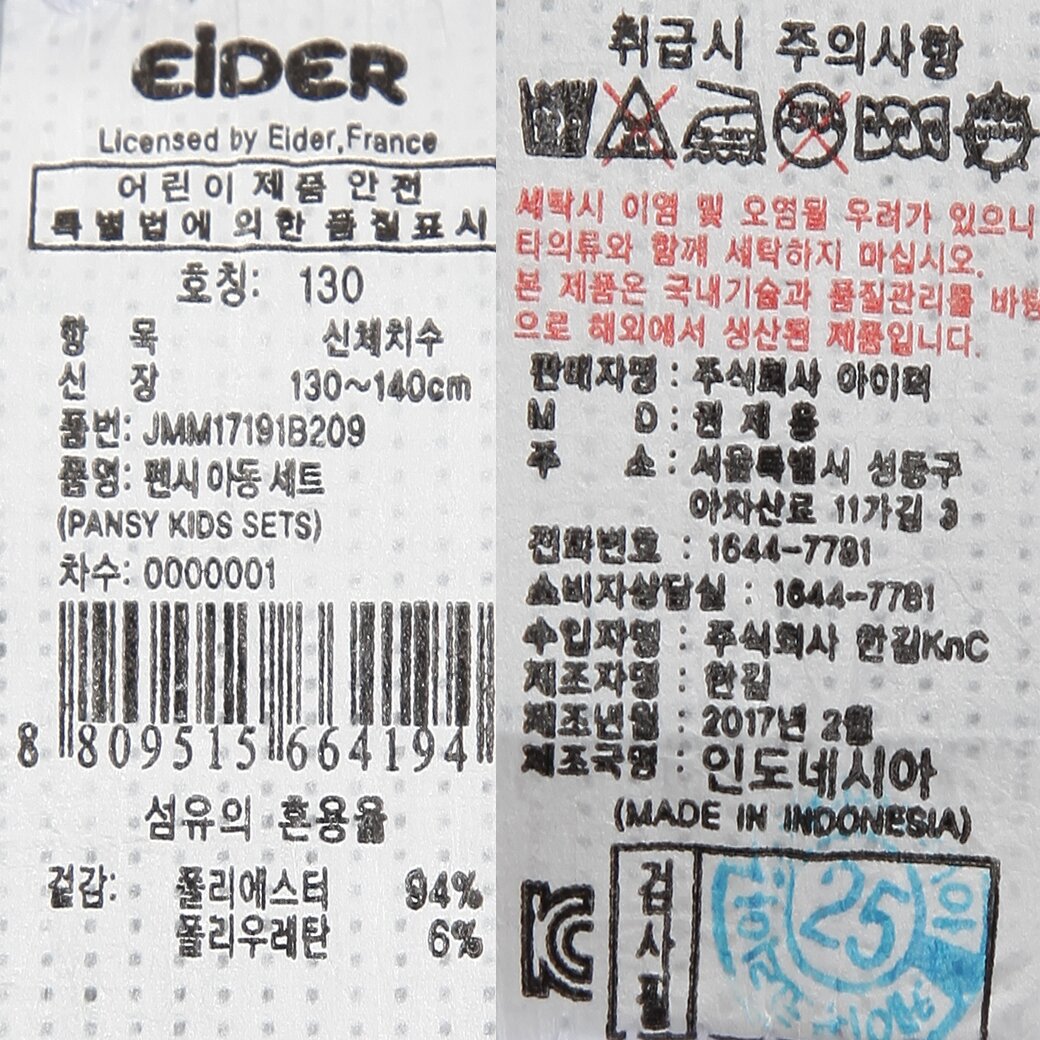 EiDER
Licensed by Eider,France
어린이제품안전
특별법에 의한 품질표시
호칭: 130
항 목 신체치수
신 장 130~140cm
품번: JMM17191B209
품명: 펜시 아동 세트
(PANSY KIDS SETS)
차수: 0000001
8 809515 664194
섬유의 혼용율
겉감: 폴리에스터 94%
폴리우레탄 6%
취급시 주의사항
세탁시 이염 및 오염될 우려가 있으니
타의류와 함께 세탁하지 마십시오.
본 제품은 국내기술과 품질관리를 바탕
으로 해외에서 생산된 제품입니다.
판매자명 : 주식회사 아이더
M D : 권 제 용
주 소 : 서울특별시 성동구
아차산로 11가길 3
전화번호 : 1644-7781
소비자상담실 : 1644-7781
수입자명 : 주식회사 한길KnC
제조자명 : 한길
제조년월 : 2017년 2월
제조국명 : 인도네시아
(MADE IN INDONESIA)
검사필
25